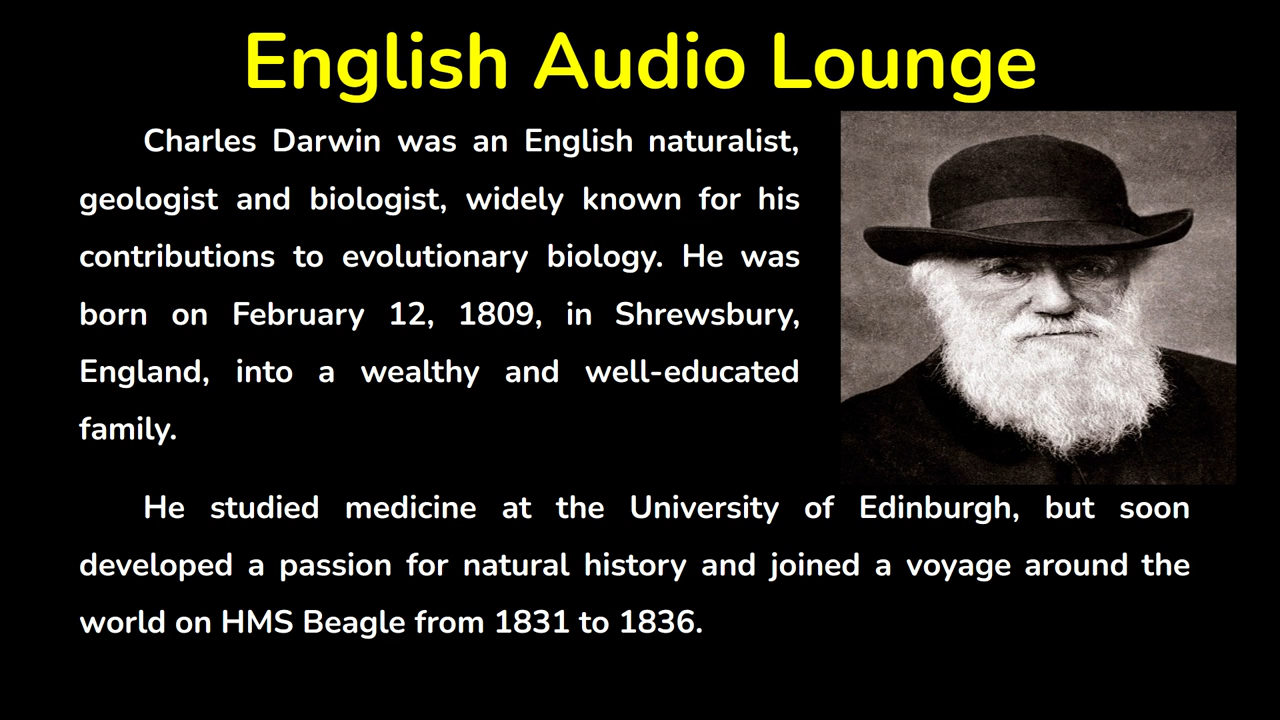 English Audio Lounge
Charles Darwin was an English naturalist,
geologist and biologist, widely known for his
contributions to evolutionary biology. He was
born on February 12, 1809, in Shrewsbury,
England, into a wealthy and well-educated
family.
He studied medicine at the University of Edinburgh, but soon
developed a passion for natural history and joined a voyage around the
world on HMS Beagle from 1831 to 1836.